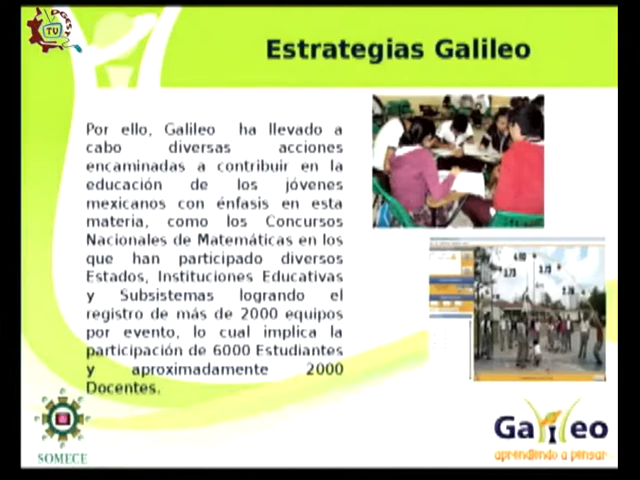 DGEST
TU
Estrategias Galileo
Por ello, Galileo ha llevado a
cabo diversas acciones
encaminadas a contribuir en la
educación de los jóvenes
mexicanos con énfasis en esta
materia, como los Concursos
Nacionales de Matemáticas en los
que han participado diversos
Estados, Instituciones Educativas
y Subsistemas logrando el
registro de más de 2000 equipos
por evento, lo cual implica la
participación de 6000 Estudiantes
y aproximadamente 2000
Docentes.
SOMECE
Galileo
aprendiendo a pensar